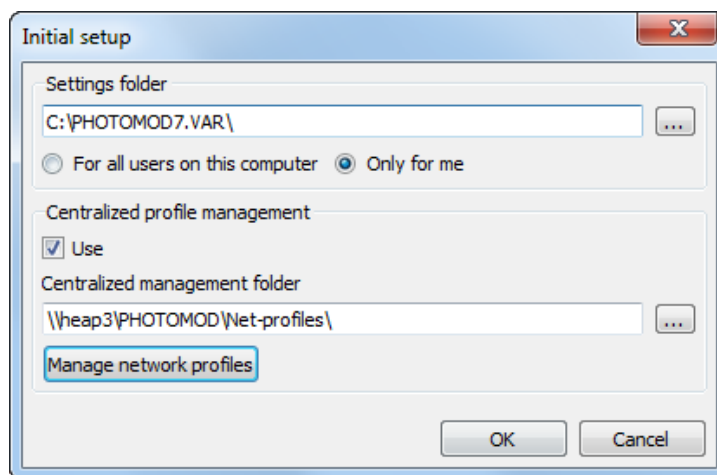 Initial setup
Settings folder
C:\PHOTOMOD7.VAR\
...
For all users on this computer Only for me
Centralized profile management
Use
Centralized management folder
\\heap3\PHOTOMOD\Net-profiles\
...
Manage network profiles
OK Cancel